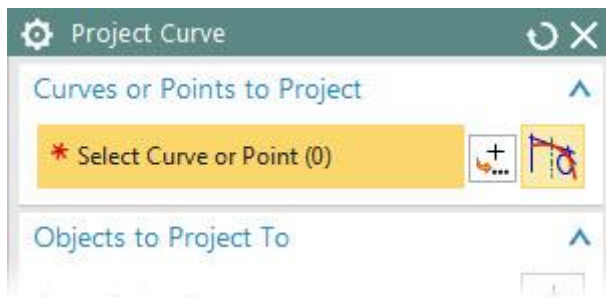 Project Curve
Curves or Points to Project
* Select Curve or Point (0)
Objects to Project To